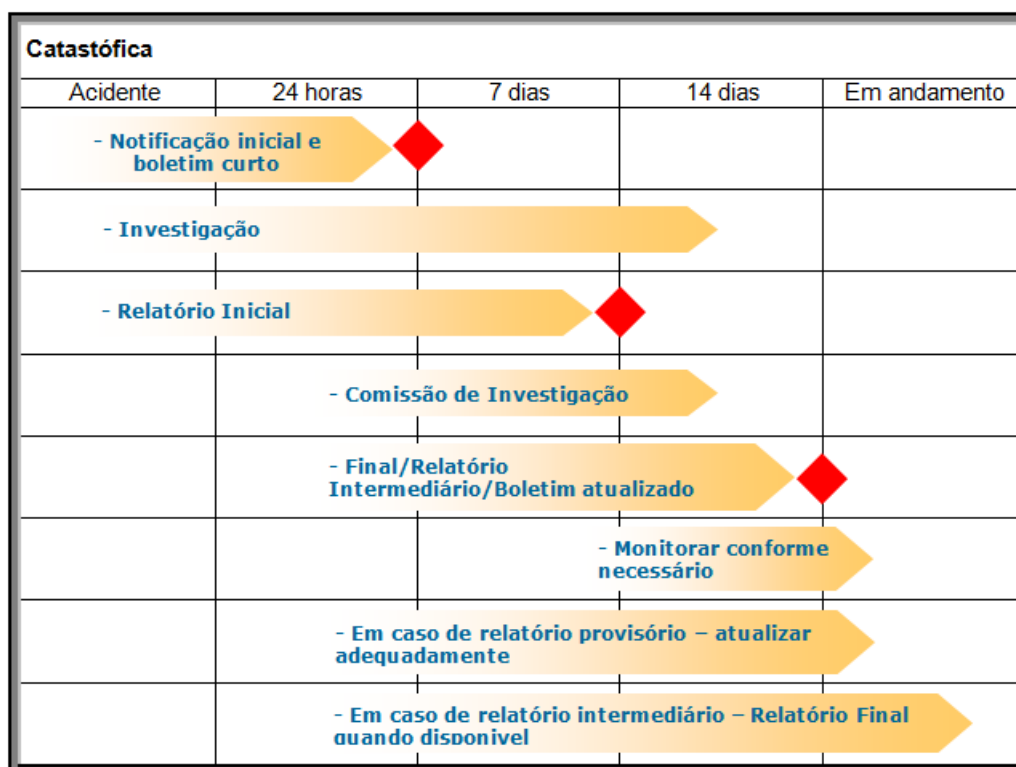 Catastófica
Acidente 24 horas 7 dias 14 dias Em andamento
- Notificação inicial e
boletim curto
- Investigação
- Relatório Inicial
- Comissão de Investigação
- Final/Relatório
Intermediário/Boletim atualizado
- Monitorar conforme
necessário
- Em caso de relatório provisório – atualizar
adequadamente
- Em caso de relatório intermediário – Relatório Final
quando disponivel